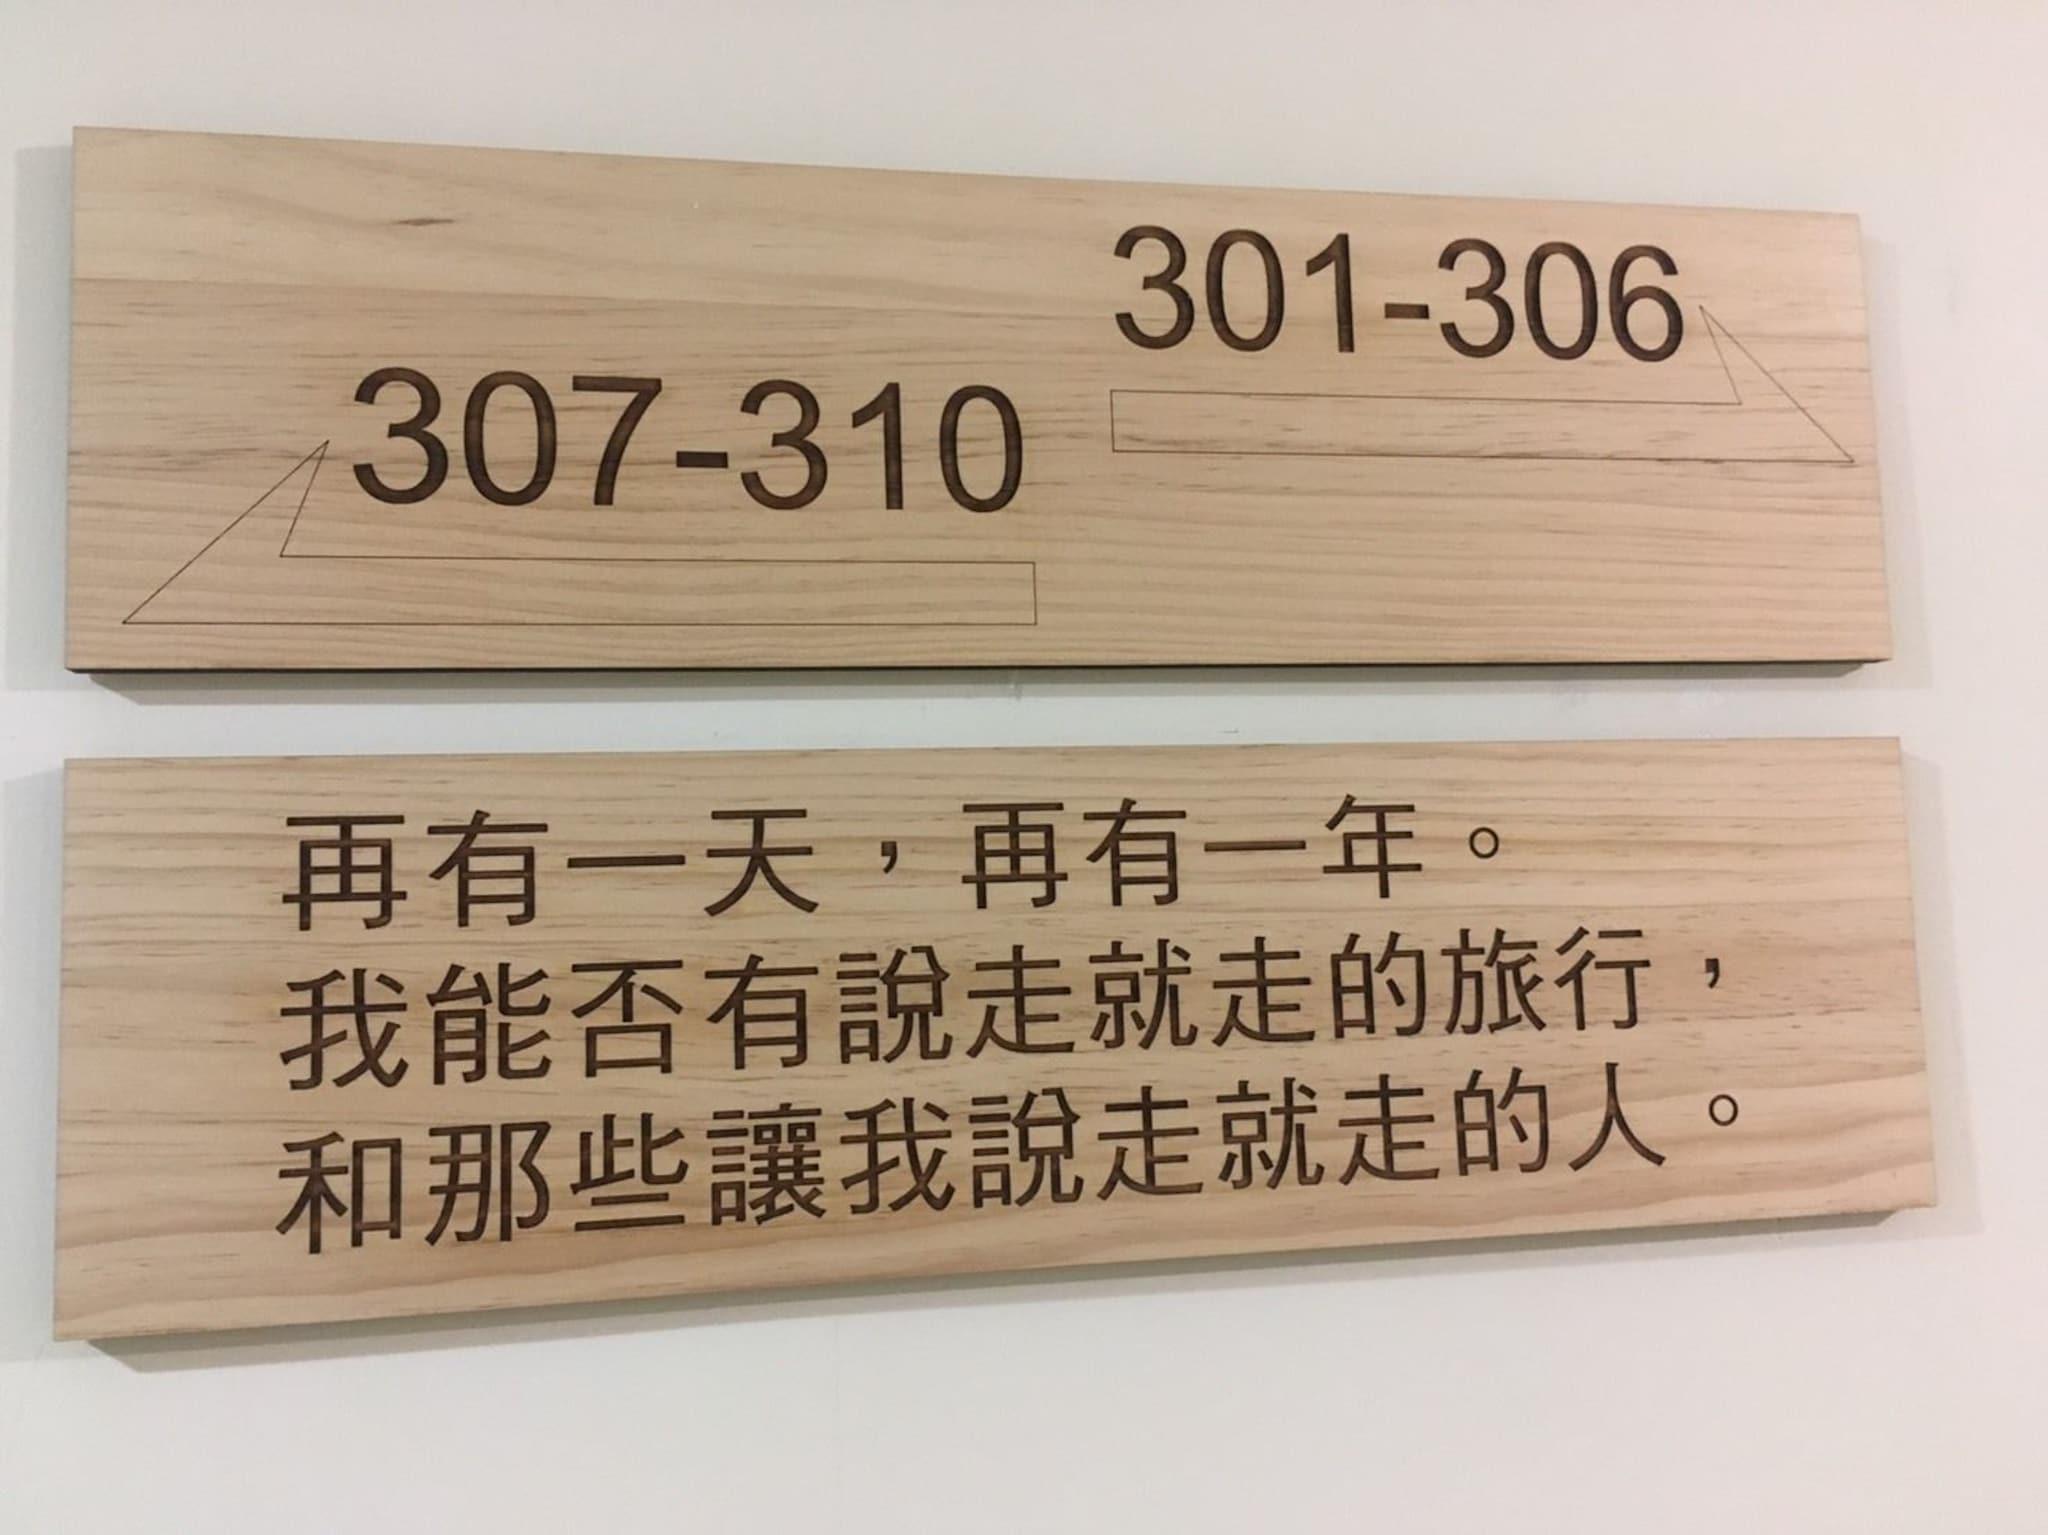 301-306
307-310
再有一天，再有一年。
我能否有說走就走的旅行，
和那些讓我說走就走的人。